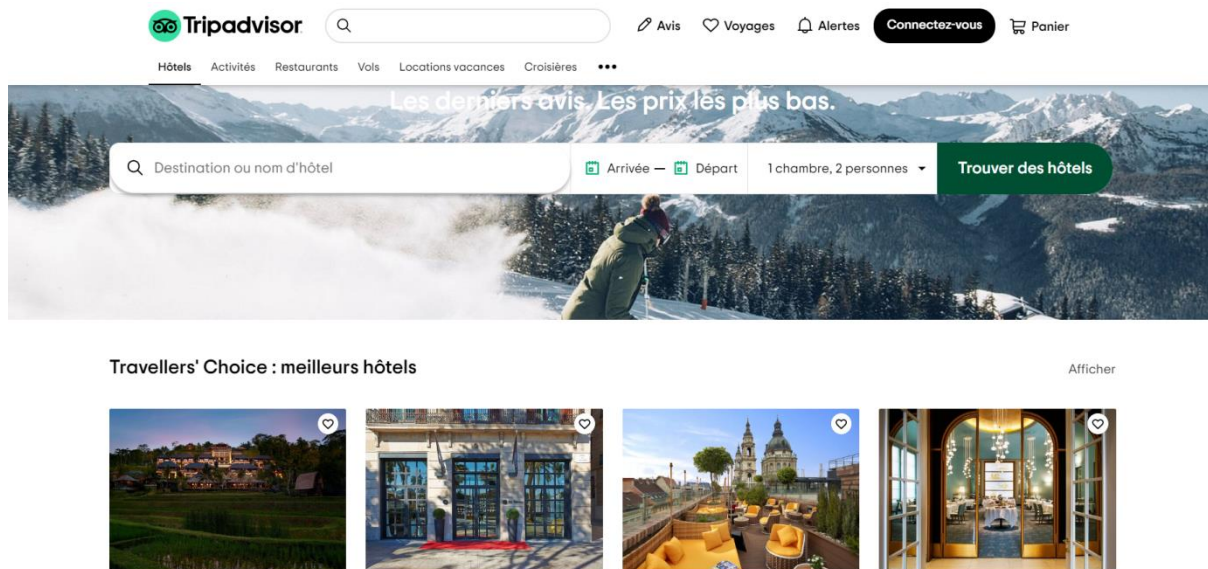 Tripadvisor
Avis
Voyages
Alertes
Connectez-vous
Panier
Hôtels
Activités
Restaurants
Vols
Locations vacances
Croisières
Les derniers avis. Les prix les plus bas.
Destination ou nom d'hôtel
Arrivée — Départ
1 chambre, 2 personnes
Trouver des hôtels
Travellers' Choice : meilleurs hôtels
Afficher